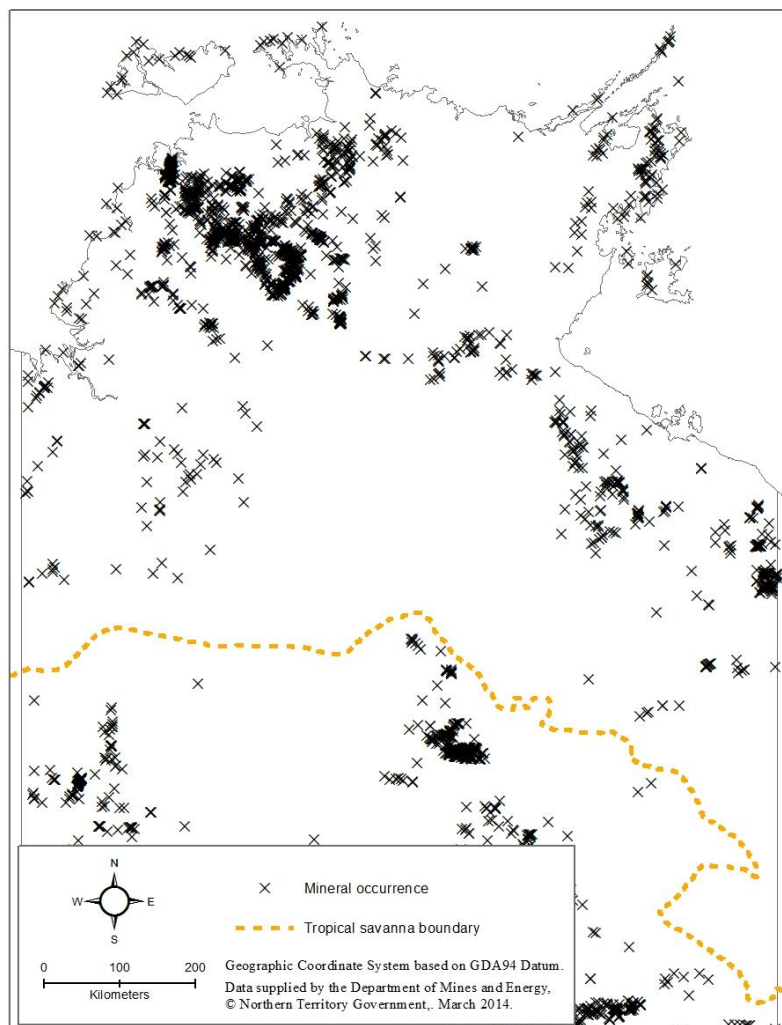 N
W E
S
0 100 200
Kilometers
Mineral occurrence
Tropical savanna boundary
Geographic Coordinate System based on GDA94 Datum.
Data supplied by the Department of Mines and Energy,
© Northern Territory Government,. March 2014.